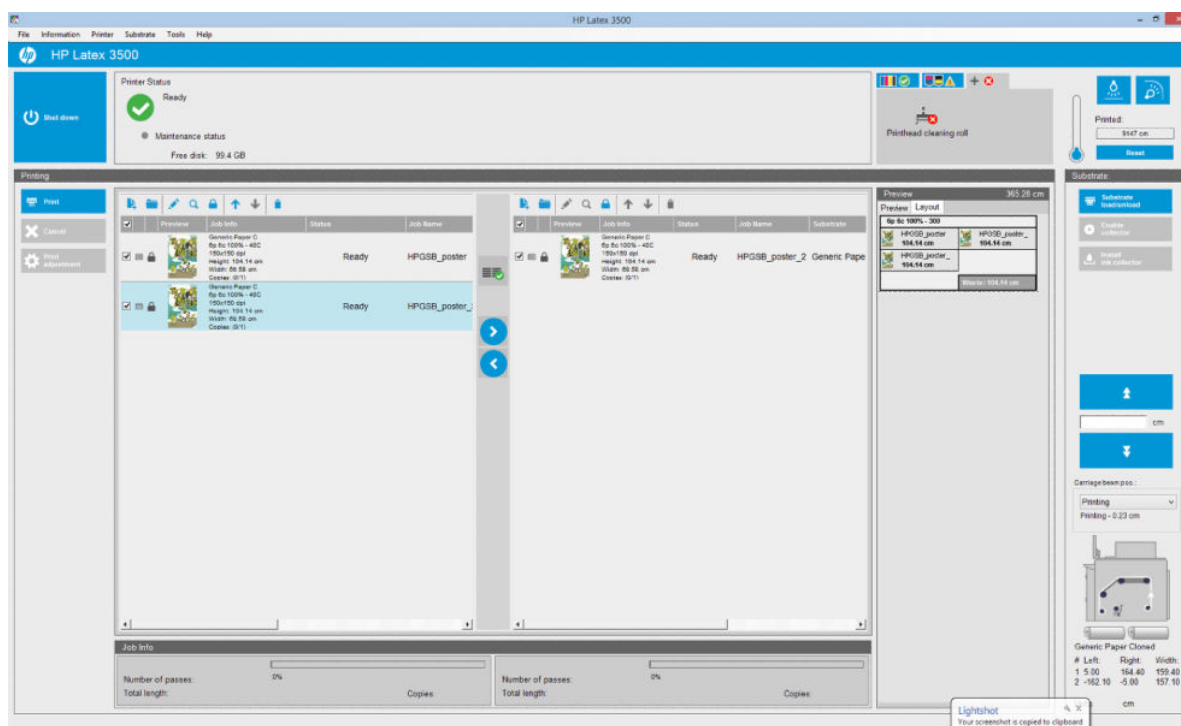 HP Latex 3500
File Information Printer Substrate Tools Help
hp HP Latex 3500
Shut down
Printer Status
Ready
Maintenance status
Free disk: 99.4 GB
Printhead cleaning roll
Printed:
9147 cm
Reset
Printing
Substrate:
Print
Cancel
Print adjustment
Preview Job Info Status Job Name
Generic Paper C
6p 6c 100% - 40C
150x150 dpi
Height: 104.14 cm
Width: 68.58 cm
Copies: (0/1)
Ready HPGSB_poster
Generic Paper C
6p 6c 100% - 40C
150x150 dpi
Height: 104.14 cm
Width: 68.58 cm
Copies: (0/1)
Ready HPGSB_poster_
Preview Job Info Status Job Name Substrate
Generic Paper C
6p 6c 100% - 40C
150x150 dpi
Height: 104.14 cm
Width: 68.58 cm
Copies: (0/1)
Ready HPGSB_poster_2 Generic Pape
Preview 365.28 cm
Preview Layout
6p 6c 100% - 300
HPGSB_poster
104.14 cm
HPGSB_poster_
104.14 cm
HPGSB_poster_
104.14 cm
Waste: 104.14 cm
Substrate
load/unload
Enable
collector
Install
ink collector
cm
Carriage beam pos.:
Printing
Printing - 0.23 cm
Generic Paper Cloned
# Left: Right: Width:
1 5.00 164.40 159.40
2 -162.10 -5.00 157.10
cm
Job Info
0%
Number of passes:
Total length: Copies:
0%
Number of passes:
Total length: Copies:
Lightshot
Your screenshot is copied to clipboard